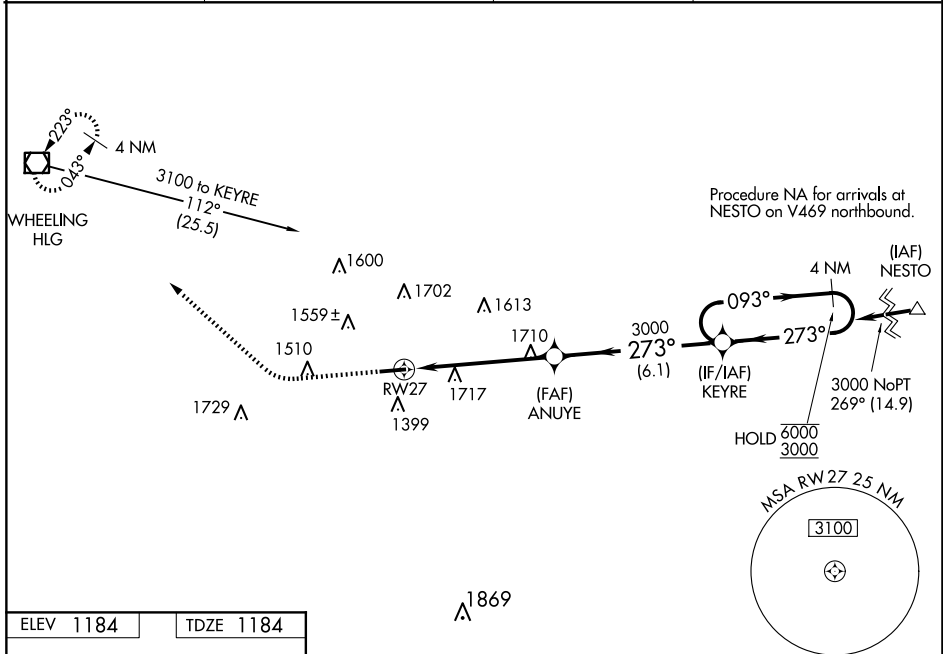 223°
043°
4 NM
WHEELING
HLG
3100 to KEYRE
112°
(25.5)
Procedure NA for arrivals at
NESTO on V469 northbound.
(IAF)
NESTO
4 NM
1600
1702
1613
1559 ±
1510
1710
093°
273°
3000
273°
(6.1)
(IF/IAF)
KEYRE
3000 NoPT
269° (14.9)
RW27
1717
(FAF)
ANUYE
1729
1399
HOLD 6000
3000
MSA RW27 25 NM
3100
1869
ELEV 1184
TDZE 1184